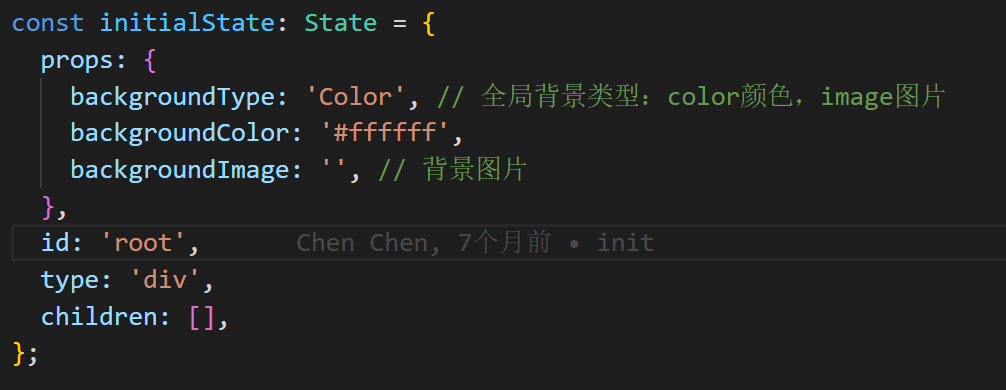 const initialState: State = {
props: {
backgroundType: 'Color', // 全局背景类型：color颜色，image图片
backgroundColor: '#ffffff',
backgroundImage: '', // 背景图片
},
id: 'root', Chen Chen, 7个月前 • init
type: 'div',
children: [],
};